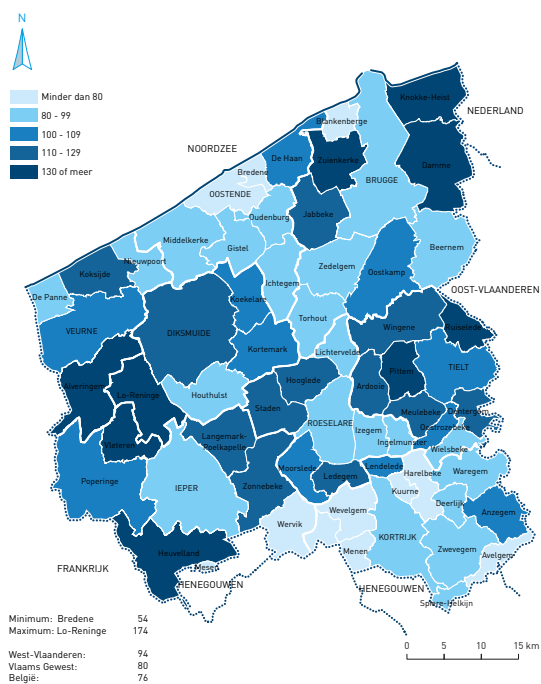 N
Minder dan 80
80 - 99
100 - 109
110 - 129
130 of meer
Knokke-Heist
NEDERLAND
Blankenberge
NOORDZEE
De Haan
Zuienkerke
Damme
Bredene
BRUGGE
OOSTENDE
Jabbeke
Oudenburg
Middelkerke
Gistel
Beernem
Nieuwpoort
Koksijde
Zedelgem
Oostkamp
Ichtegem
OOST-VLAANDEREN
De Panne
Koekelare
Torhout
VEURNE
DIKSMUIDE
Wingene
Ruiselede
Kortemark
Lichtervelde
TIELT
Pittem
Alveringem
Lo-Reninge
Houthulst
Hooglede
Ardooie
Staden
Meulebeke
Dentergem
ROESELARE
Oostrozebeke
Izegem
Vleteren
Langemark-
Poelkapelle
Ingelmunster
Wielsbeke
Moorslede
Lendelede
Harelbeke
Waregem
Poperinge
IEPER
Zonnebeke
Ledegem
Kuurne
Deerlijk
Wevelgem
Anzegem
Wervik
KORTRIJK
Menen
Zwevegem
Avelgem
Heuvelland
Mesen
FRANKRIJK
HENEGOUWEN
HENEGOUWEN
Spiere-Helkijn
Minimum: Bredene 54
Maximum: Lo-Reninge 174
West-Vlaanderen: 94
Vlaams Gewest: 80
België: 76
0 5 10 15 km